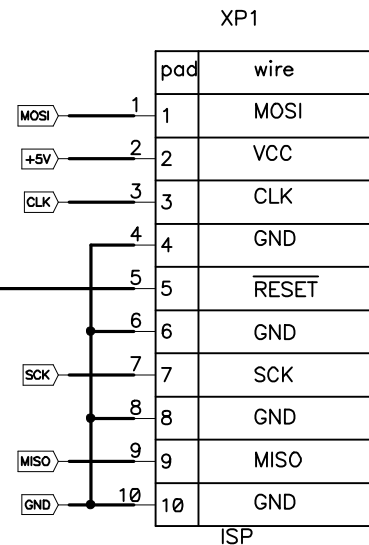 XP1
pad wire
MOSI 1 1 MOSI
+5V 2 2 VCC
CLK 3 3 CLK
4 4 GND
5 5 RESET
6 6 GND
SCK 7 7 SCK
8 8 GND
MISO 9 9 MISO
GND 10 10 GND
ISP